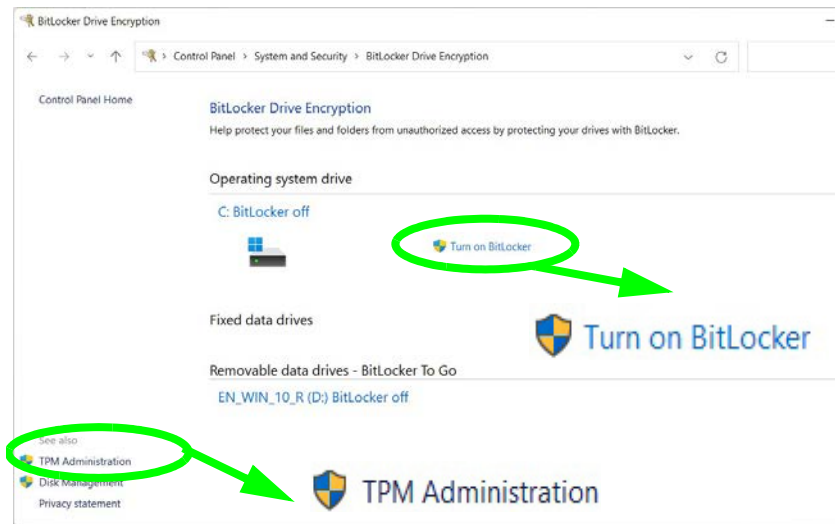 BitLocker Drive Encryption
Control Panel > System and Security > BitLocker Drive Encryption
Control Panel Home
BitLocker Drive Encryption
Help protect your files and folders from unauthorized access by protecting your drives with BitLocker.
Operating system drive
C: BitLocker off
Turn on BitLocker
Turn on BitLocker
Fixed data drives
Removable data drives - BitLocker To Go
EN_WIN_10_R (D:) BitLocker off
See also
TPM Administration
TPM Administration
Disk Management
Privacy statement